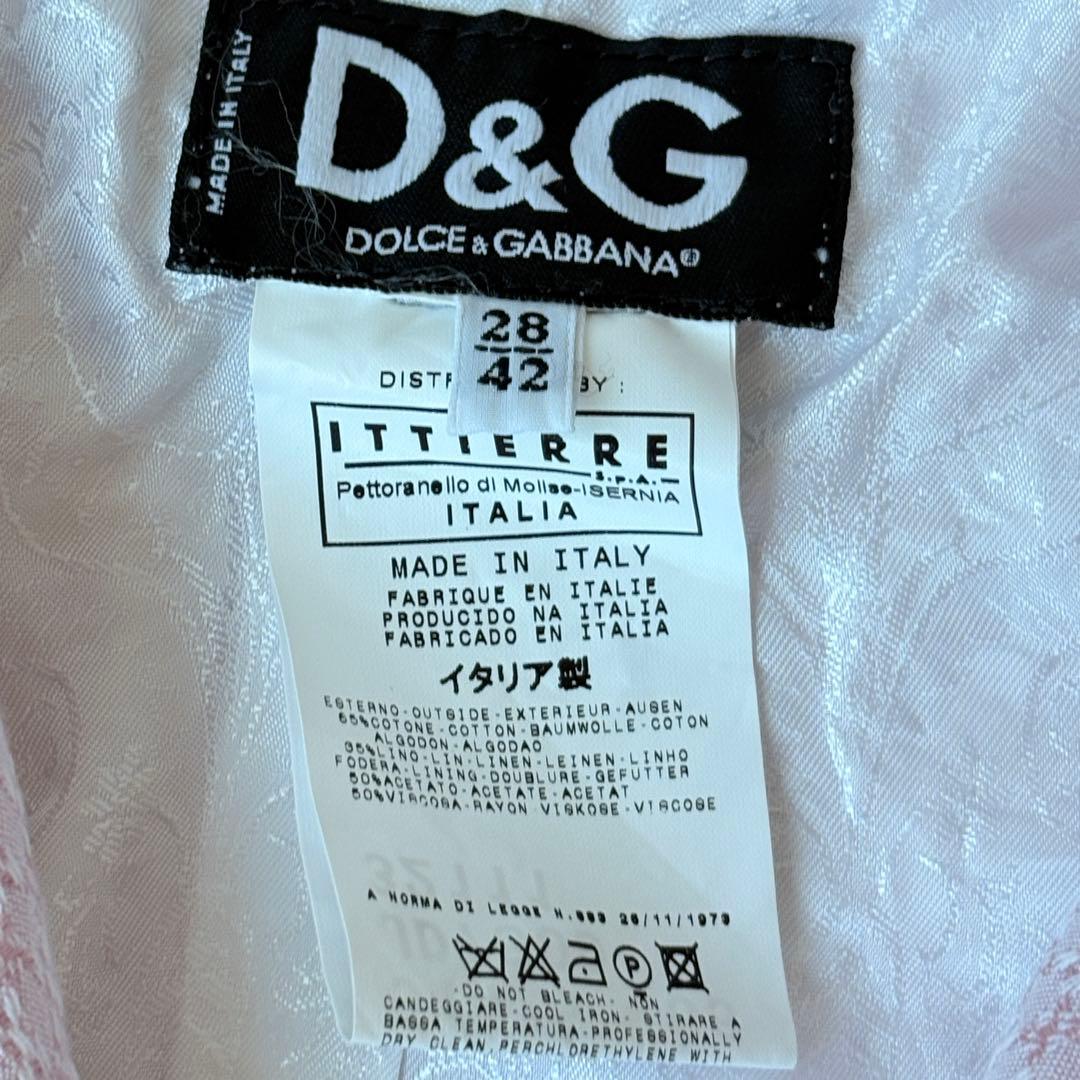 MADE IN ITALY
D&G
DOLCE & GABBANA®
28
42
BY :
ITTIERRE
S.P.A.
Pettoranello di Molise-ISERNIA
ITALIA
MADE IN ITALY
FABRIQUE EN ITALIE
PRODUCIDO NA ITALIA
FABRICADO EN ITALIA
イタリア製
ESTERNO-OUTSIDE-EXTERIEUR-AUSEN
65%COTONE-COTTON-BAUMWOLLE-COTON
ALGODON-ALGODAO
35%LINO-LIN-LINEN-LEINEN-LINHO
FODERA-LINING-DOUBLURE-GEFUTTER
50%ACETATO-ACETATE-ACETAT
50%VISCOSA-RAYON VISKOSE-VISCOSE
A NORMA DI LEGGE N.883 26/11/1973
P
-DO NOT BLEACH- NON
CANDEGGIARE-COOL IRON- STIRARE A
BASSA TEMPERATURA-PROFESSIONALLY
DRY CLEAN.PERCHLORETHYLENE WITH